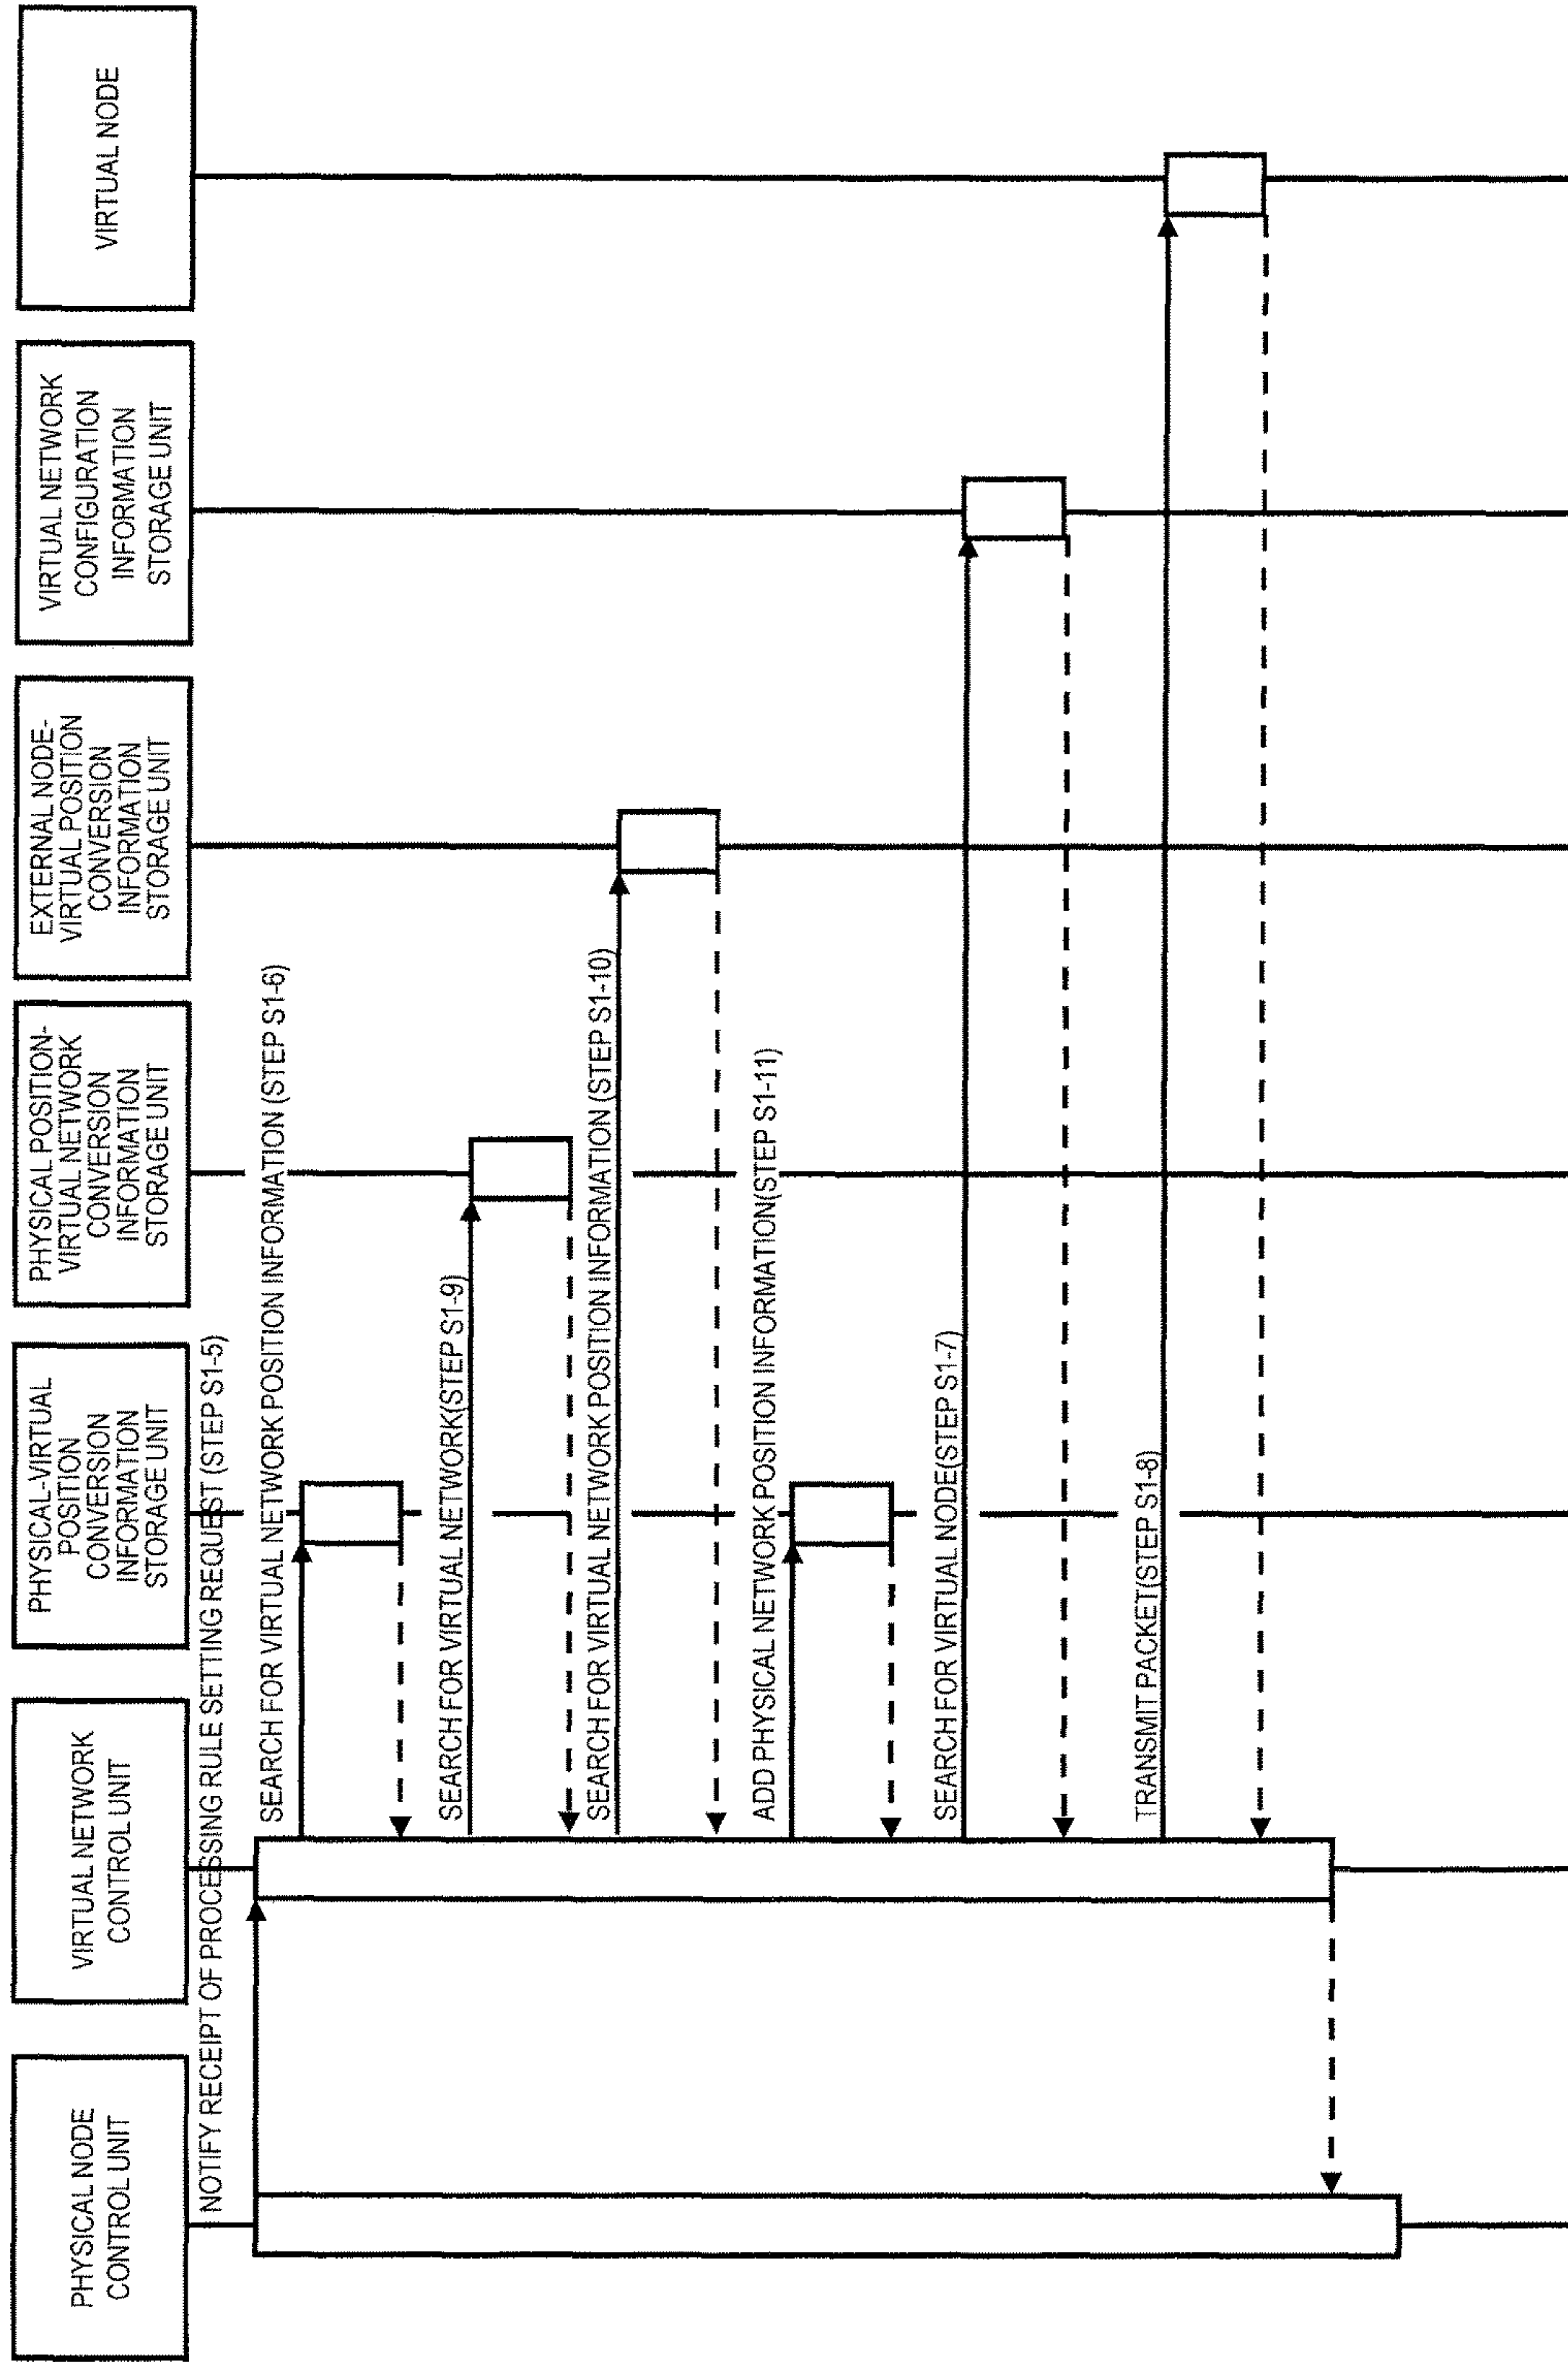 PHYSICAL NODE
CONTROL UNIT
VIRTUAL NETWORK
CONTROL UNIT
PHYSICAL-VIRTUAL
POSITION
CONVERSION
INFORMATION
STORAGE UNIT
PHYSICAL POSITION-
VIRTUAL NETWORK
CONVERSION
INFORMATION
STORAGE UNIT
EXTERNAL NODE-
VIRTUAL POSITION
CONVERSION
INFORMATION
STORAGE UNIT
VIRTUAL NETWORK
CONFIGURATION
INFORMATION
STORAGE UNIT
VIRTUAL NODE
NOTIFY RECEIPT OF PROCESSING RULE SETTING REQUEST (STEP S1-5)
SEARCH FOR VIRTUAL NETWORK POSITION INFORMATION (STEP S1-6)
SEARCH FOR VIRTUAL NETWORK(STEP S1-9)
SEARCH FOR VIRTUAL NETWORK POSITION INFORMATION (STEP S1-10)
ADD PHYSICAL NETWORK POSITION INFORMATION(STEP S1-11)
SEARCH FOR VIRTUAL NODE(STEP S1-7)
TRANSMIT PACKET(STEP S1-8)